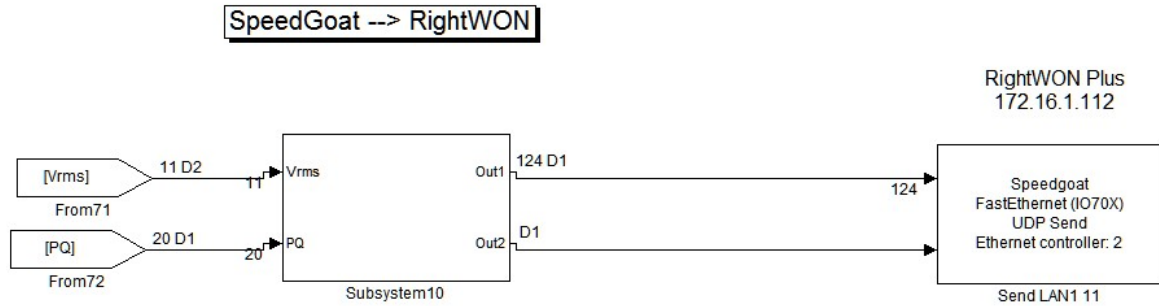 SpeedGoat --> RightWON
RightWON Plus
172.16.1.112
[Vrms]
11 D2
11
Vrms
Out1
124 D1
124
From71
[PQ]
20 D1
20
PQ
Out2
D1
From72
Subsystem10
Speedgoat
FastEthernet (IO70X)
UDP Send
Ethernet controller: 2
Send LAN1 11